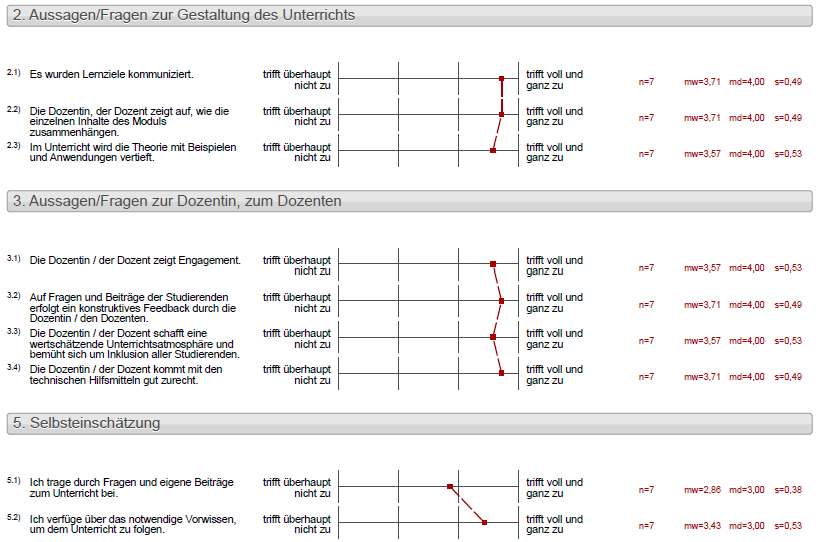 2. Aussagen/Fragen zur Gestaltung des Unterrichts
2.1) Es wurden Lernziele kommuniziert. trifft überhaupt trifft voll und
nicht zu ganz zu n=7 mw=3,71 md=4,00 s=0,49
2.2) Die Dozentin, der Dozent zeigt auf, wie die trifft überhaupt trifft voll und
einzelnen Inhalte des Moduls nicht zu ganz zu n=7 mw=3,71 md=4,00 s=0,49
zusammenhängen.
2.3) Im Unterricht wird die Theorie mit Beispielen trifft überhaupt trifft voll und
und Anwendungen vertieft. nicht zu ganz zu n=7 mw=3,57 md=4,00 s=0,53
3. Aussagen/Fragen zur Dozentin, zum Dozenten
3.1) Die Dozentin / der Dozent zeigt Engagement. trifft überhaupt trifft voll und
nicht zu ganz zu n=7 mw=3,57 md=4,00 s=0,53
3.2) Auf Fragen und Beiträge der Studierenden trifft überhaupt trifft voll und
erfolgt ein konstruktives Feedback durch die nicht zu ganz zu n=7 mw=3,71 md=4,00 s=0,49
Dozentin / den Dozenten.
3.3) Die Dozentin / der Dozent schafft eine trifft überhaupt trifft voll und
wertschätzende Unterrichtsatmosphäre und nicht zu ganz zu n=7 mw=3,57 md=4,00 s=0,53
bemüht sich um Inklusion aller Studierenden.
3.4) Die Dozentin / der Dozent kommt mit den trifft überhaupt trifft voll und
technischen Hilfsmitteln gut zurecht. nicht zu ganz zu n=7 mw=3,71 md=4,00 s=0,49
5. Selbsteinschätzung
5.1) Ich trage durch Fragen und eigene Beiträge trifft überhaupt trifft voll und
zum Unterricht bei. nicht zu ganz zu n=7 mw=2,86 md=3,00 s=0,38
5.2) Ich verfüge über das notwendige Vorwissen, trifft überhaupt trifft voll und
um dem Unterricht zu folgen. nicht zu ganz zu n=7 mw=3,43 md=3,00 s=0,53